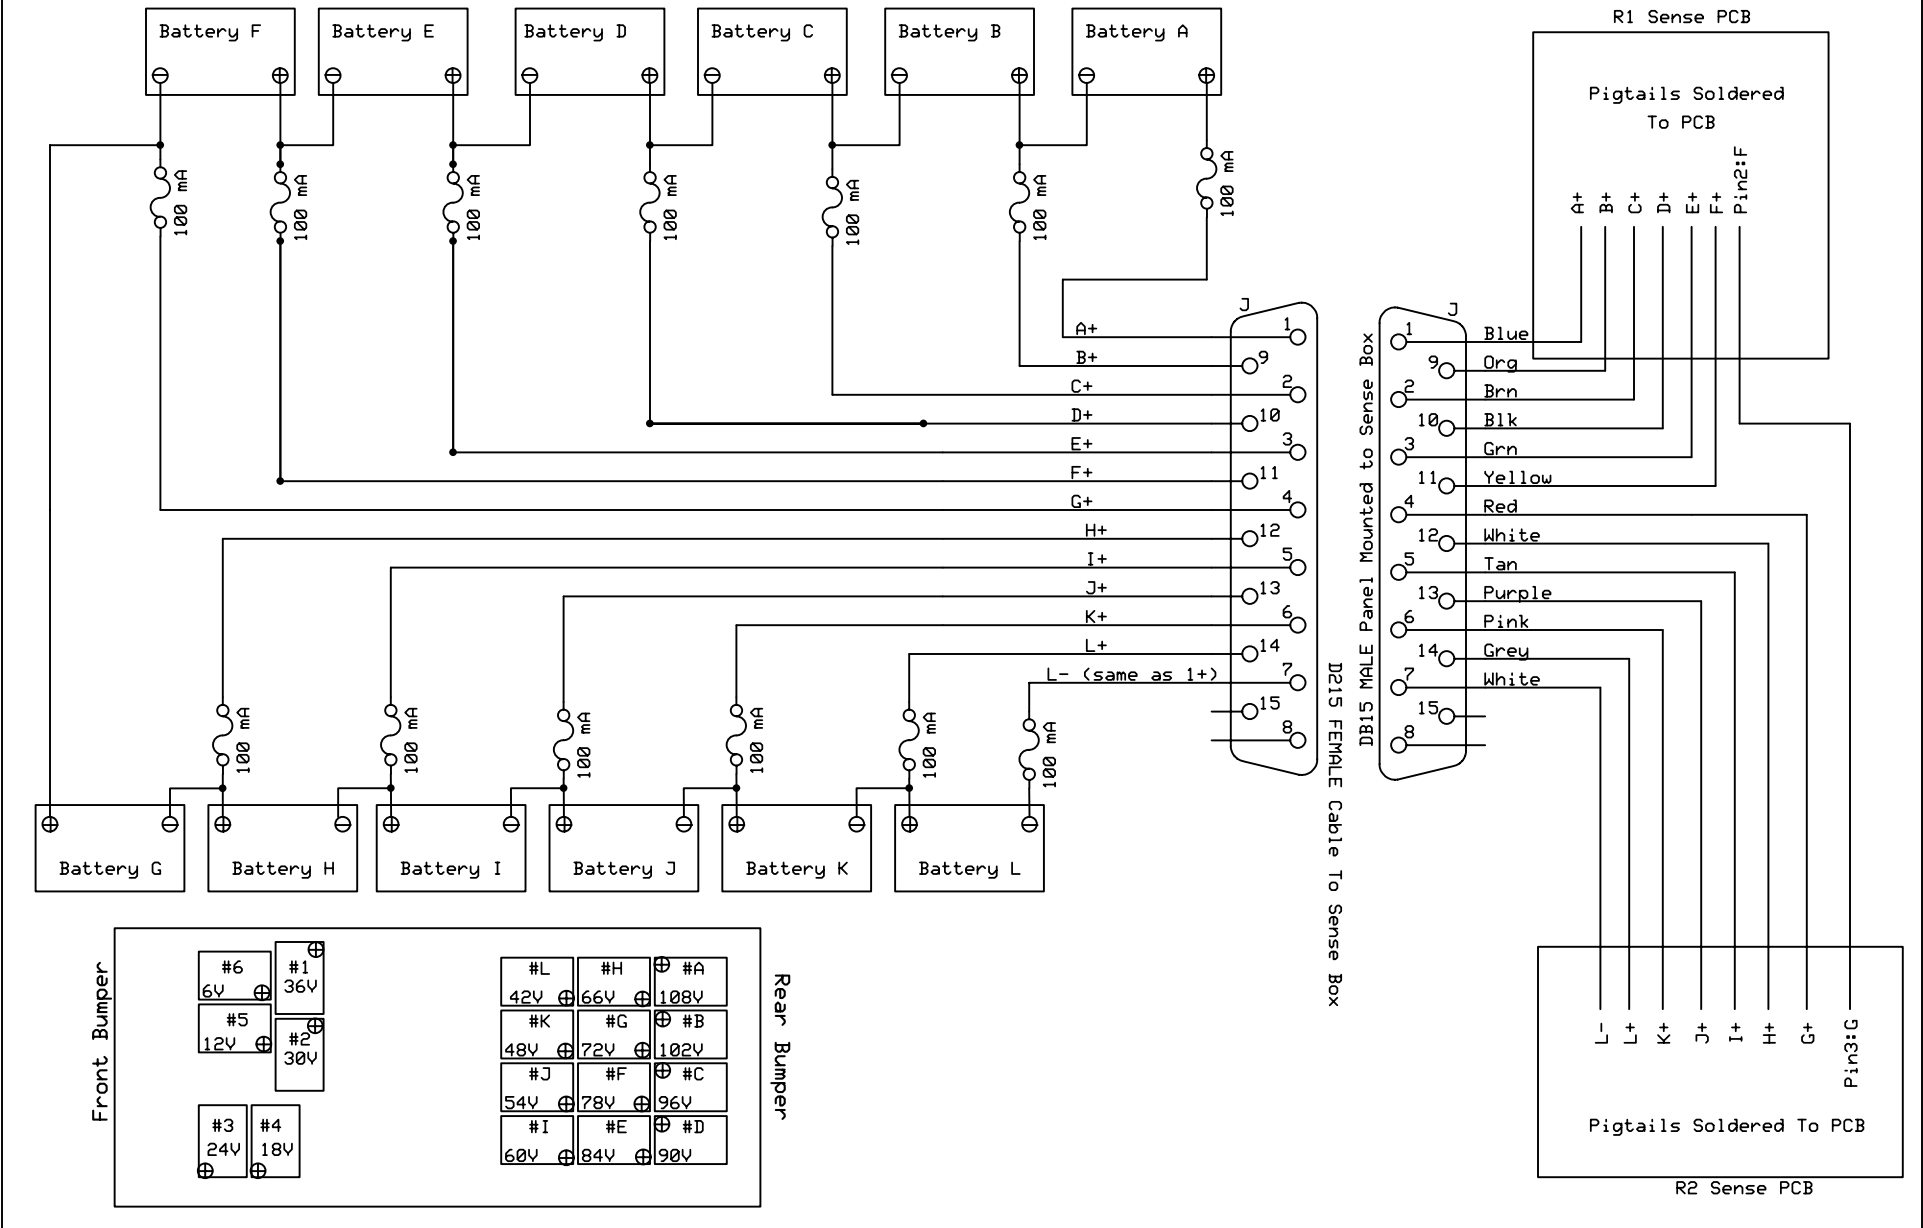 Battery F
Battery E
Battery D
Battery C
Battery B
Battery A
100 mA
100 mA
100 mA
100 mA
100 mA
100 mA
100 mA
R1 Sense PCB
Pigtails Soldered
To PCB
A+
B+
C+
D+
E+
F+
Pin2:F
J
A+ 1
B+ 9
C+ 2
D+ 10
E+ 3
F+ 11
G+ 4
H+ 12
I+ 5
J+ 13
K+ 6
L+ 14
L- (same as 1+) 7
15
8
D215 FEMALE Cable To Sense Box
DB15 MALE Panel Mounted to Sense Box
J
1 Blue
9 Org
2 Brn
10 Blk
3 Grn
11 Yellow
4 Red
12 White
5 Tan
13 Purple
6 Pink
14 Grey
7 White
15
8
100 mA
100 mA
100 mA
100 mA
100 mA
100 mA
Battery G
Battery H
Battery I
Battery J
Battery K
Battery L
Front Bumper
#6
6V
#1
36V
#5
12V
#2
30V
#3
24V
#4
18V
#L
42V
#H
66V
#A
108V
#K
48V
#G
72V
#B
102V
#J
54V
#F
78V
#C
96V
#I
60V
#E
84V
#D
90V
Rear Bumper
L-
L+
K+
J+
I+
H+
G+
Pin3:G
Pigtails Soldered To PCB
R2 Sense PCB